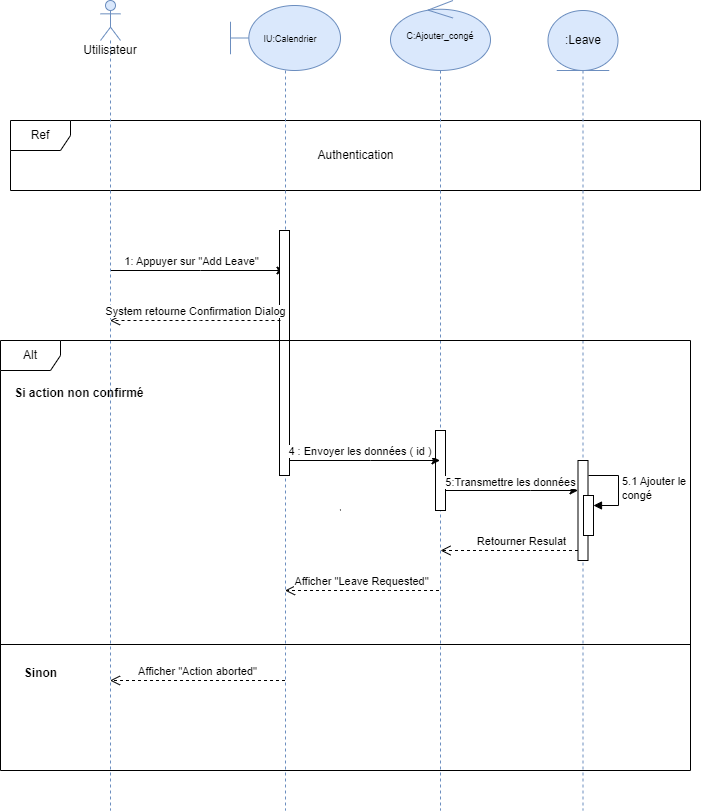 Utilisateur
IU:Calendrier
C:Ajouter_congé
:Leave
Ref
Authentication
1: Appuyer sur "Add Leave"
System retourne Confirmation Dialog
Alt
Si action non confirmé
4 : Envoyer les données ( id )
5:Transmettre les données
5.1 Ajouter le
congé
Retourner Resulat
Afficher "Leave Requested"
Sinon
Afficher "Action aborted"